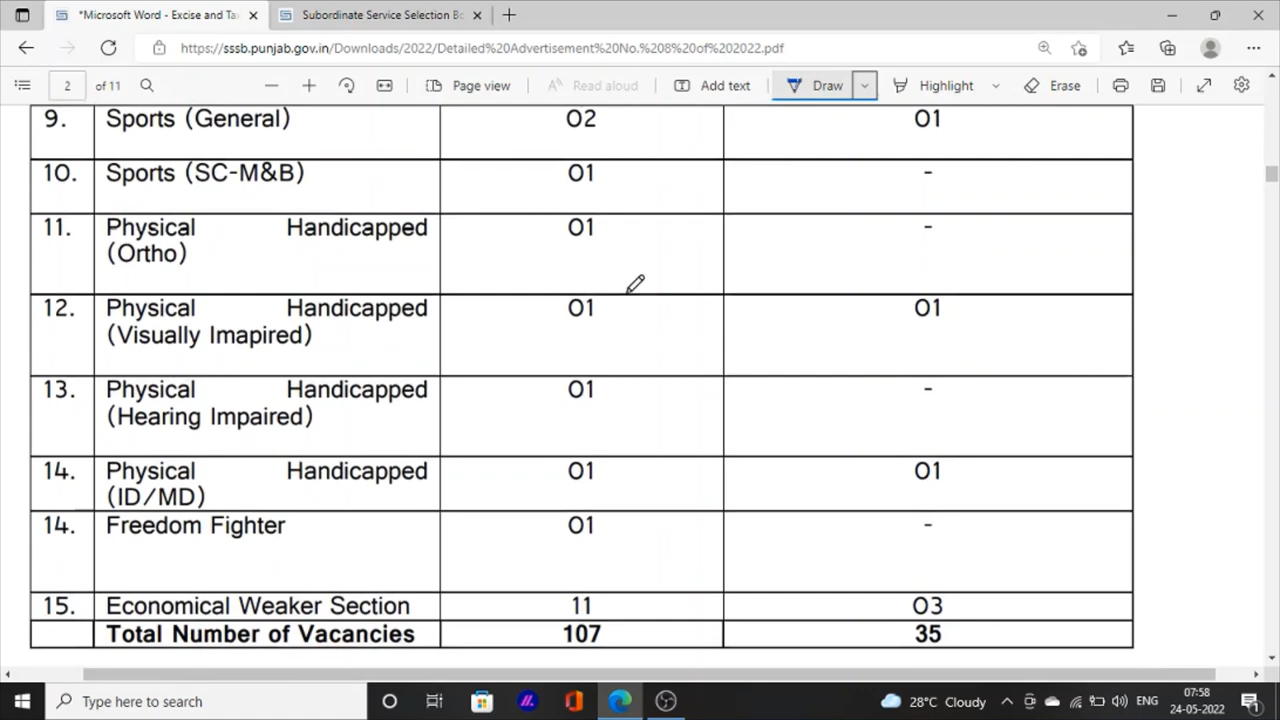 *Microsoft Word - Excise and Ta
Subordinate Service Selection Bo
https://sssb.punjab.gov.in/Downloads/2022/Detailed%20Advertisement%20No.%208%20of%202022.pdf
2 of 11 Page view Read aloud Add text Draw Highlight Erase
9. Sports (General) 02 01
10. Sports (SC-M&B) 01 -
11. Physical Handicapped 01 -
(Ortho)
12. Physical Handicapped 01 01
(Visually Imapired)
13. Physical Handicapped 01 -
(Hearing Impaired)
14. Physical Handicapped 01 01
(ID/MD)
14. Freedom Fighter 01 -
15. Economical Weaker Section 11 03
Total Number of Vacancies 107 35
Type here to search
28°C Cloudy ENG 07:58
24-05-2022
1